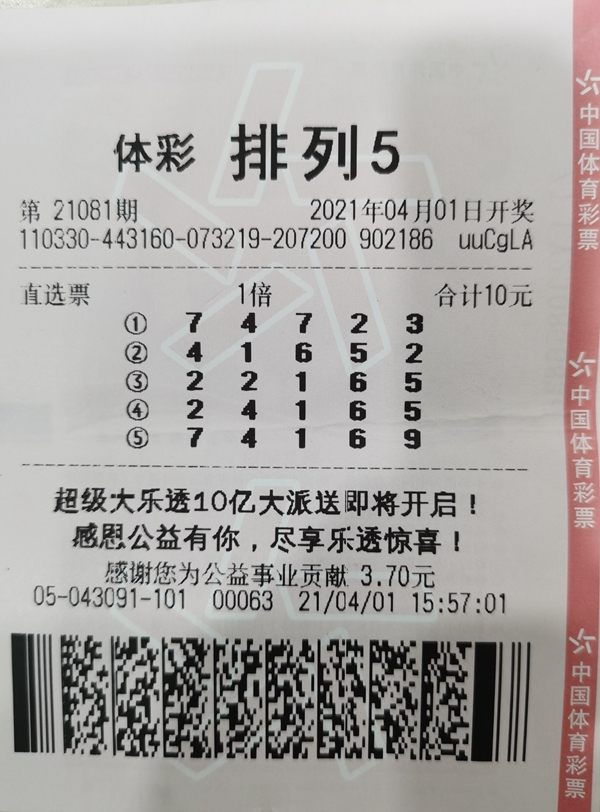 体彩 排列5
第 21081期 2021年04月01日开奖
110330-443160-073219-207200 902186 uuCgLA
直选票 1倍 合计10元
① 7 4 7 2 3
② 4 1 6 5 2
③ 2 2 1 6 5
④ 2 4 1 6 5
⑤ 7 4 1 6 9
超级大乐透10亿大派送即将开启！
感恩公益有你，尽享乐透惊喜！
感谢您为公益事业贡献 3.70元
05-043091-101 00063 21/04/01 15:57:01
中国体育彩票
中国体育彩票
中国体育彩票